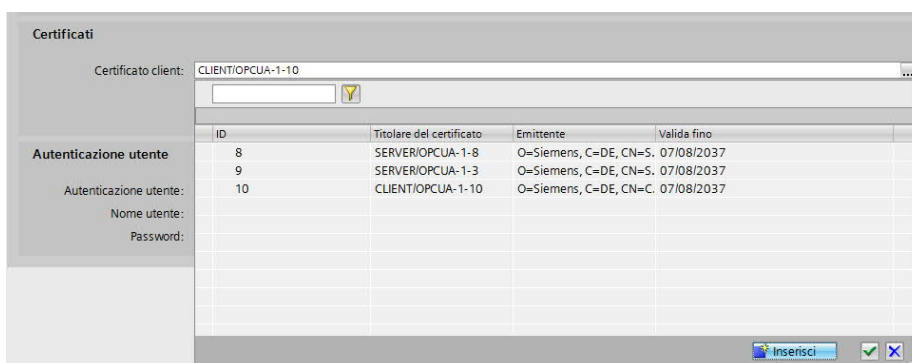 Certificati
Certificato client: CLIENT/OPCUA-1-10 ...
ID Titolare del certificato Emittente Valida fino
Autenticazione utente 8 SERVER/OPCUA-1-8 O=Siemens, C=DE, CN=S. 07/08/2037
9 SERVER/OPCUA-1-3 O=Siemens, C=DE, CN=S. 07/08/2037
Autenticazione utente: 10 CLIENT/OPCUA-1-10 O=Siemens, C=DE, CN=C. 07/08/2037
Nome utente:
Password:
Inserisci